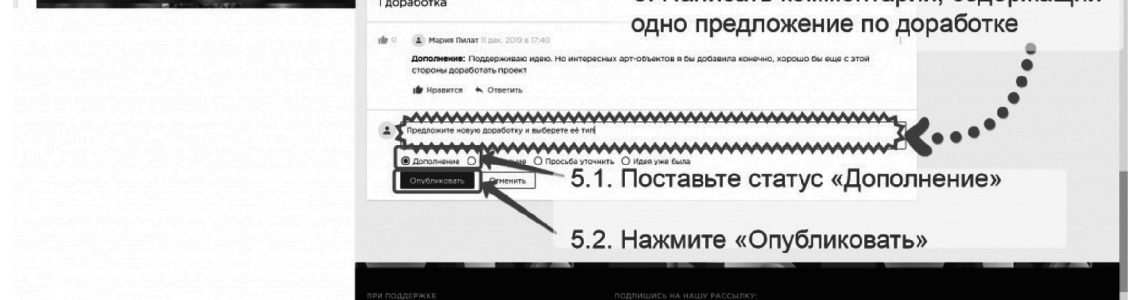 1 доработка
одно предложение по доработке
0 Мария Пилат 11 дек. 2019 в 17:40
Дополнение: Поддерживаю идею. Но интересных арт-объектов я бы добавила конечно, хорошо бы еще с этой
стороны доработать проект
Нравится Ответить
Предложите новую доработку и выберете её тип
Дополнение Просьба уточнить Идея уже была
Опубликовать Отменить
5.1. Поставьте статус «Дополнение»
5.2. Нажмите «Опубликовать»
ПРИ ПОДДЕРЖКЕ
ПОДПИШИСЬ НА НАШУ РАССЫЛКУ: